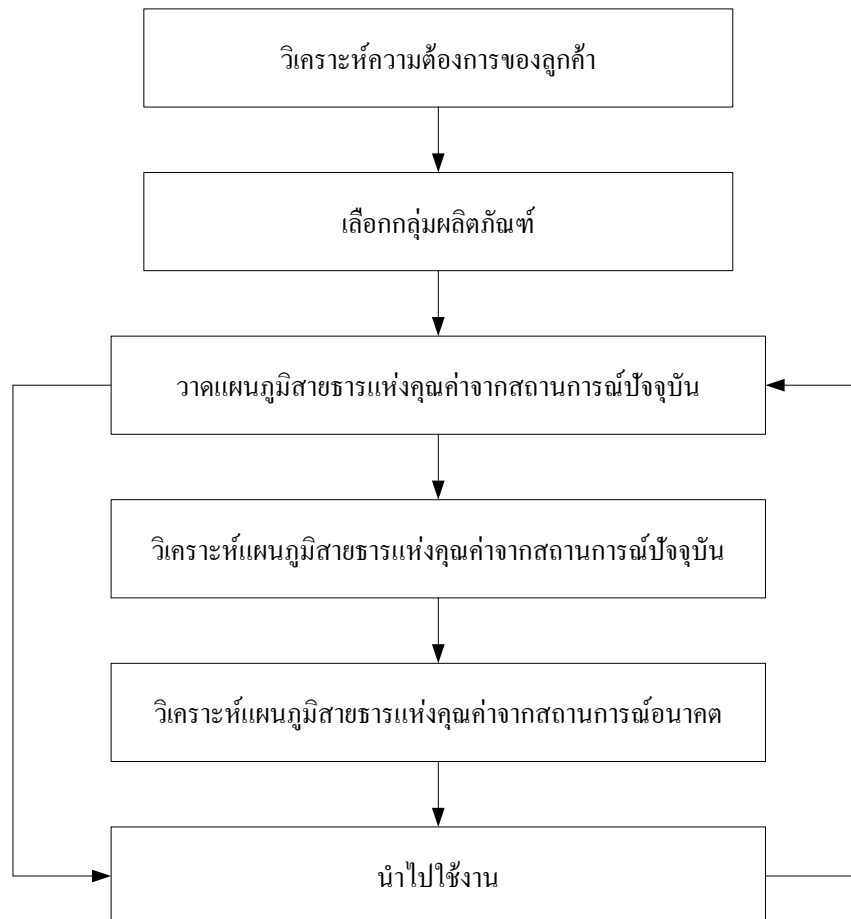 วิเคราะห์ความต้องการของลูกค้า
เลือกกลุ่มผลิตภัณฑ์
วาดแผนภูมิสายธารแห่งคุณค่าจากสถานการณ์ปัจจุบัน
วิเคราะห์แผนภูมิสายธารแห่งคุณค่าจากสถานการณ์ปัจจุบัน
วิเคราะห์แผนภูมิสายธารแห่งคุณค่าจากสถานการณ์อนาคต
นำไปใช้งาน